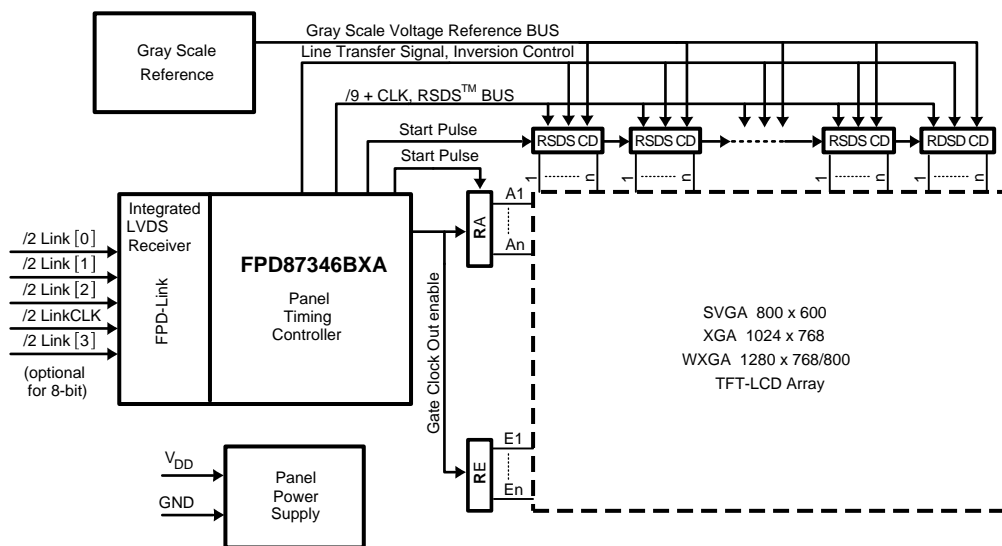 Gray Scale
Reference
Gray Scale Voltage Reference BUS
Line Transfer Signal, Inversion Control
/9 + CLK, RSDS™ BUS
Start Pulse
Start Pulse
RSDS CD
RSDS CD
RSDS CD
RDSD CD
1 n
1 n
1 n
1 n
Integrated
LVDS
Receiver
FPD-Link
FPD87346BXA
Panel
Timing
Controller
/2 Link [0]
/2 Link [1]
/2 Link [2]
/2 LinkCLK
/2 Link [3]
(optional
for 8-bit)
Gate Clock Out enable
RA
A1
An
RE
E1
En
SVGA 800 x 600
XGA 1024 x 768
WXGA 1280 x 768/800
TFT-LCD Array
VDD
GND
Panel
Power
Supply